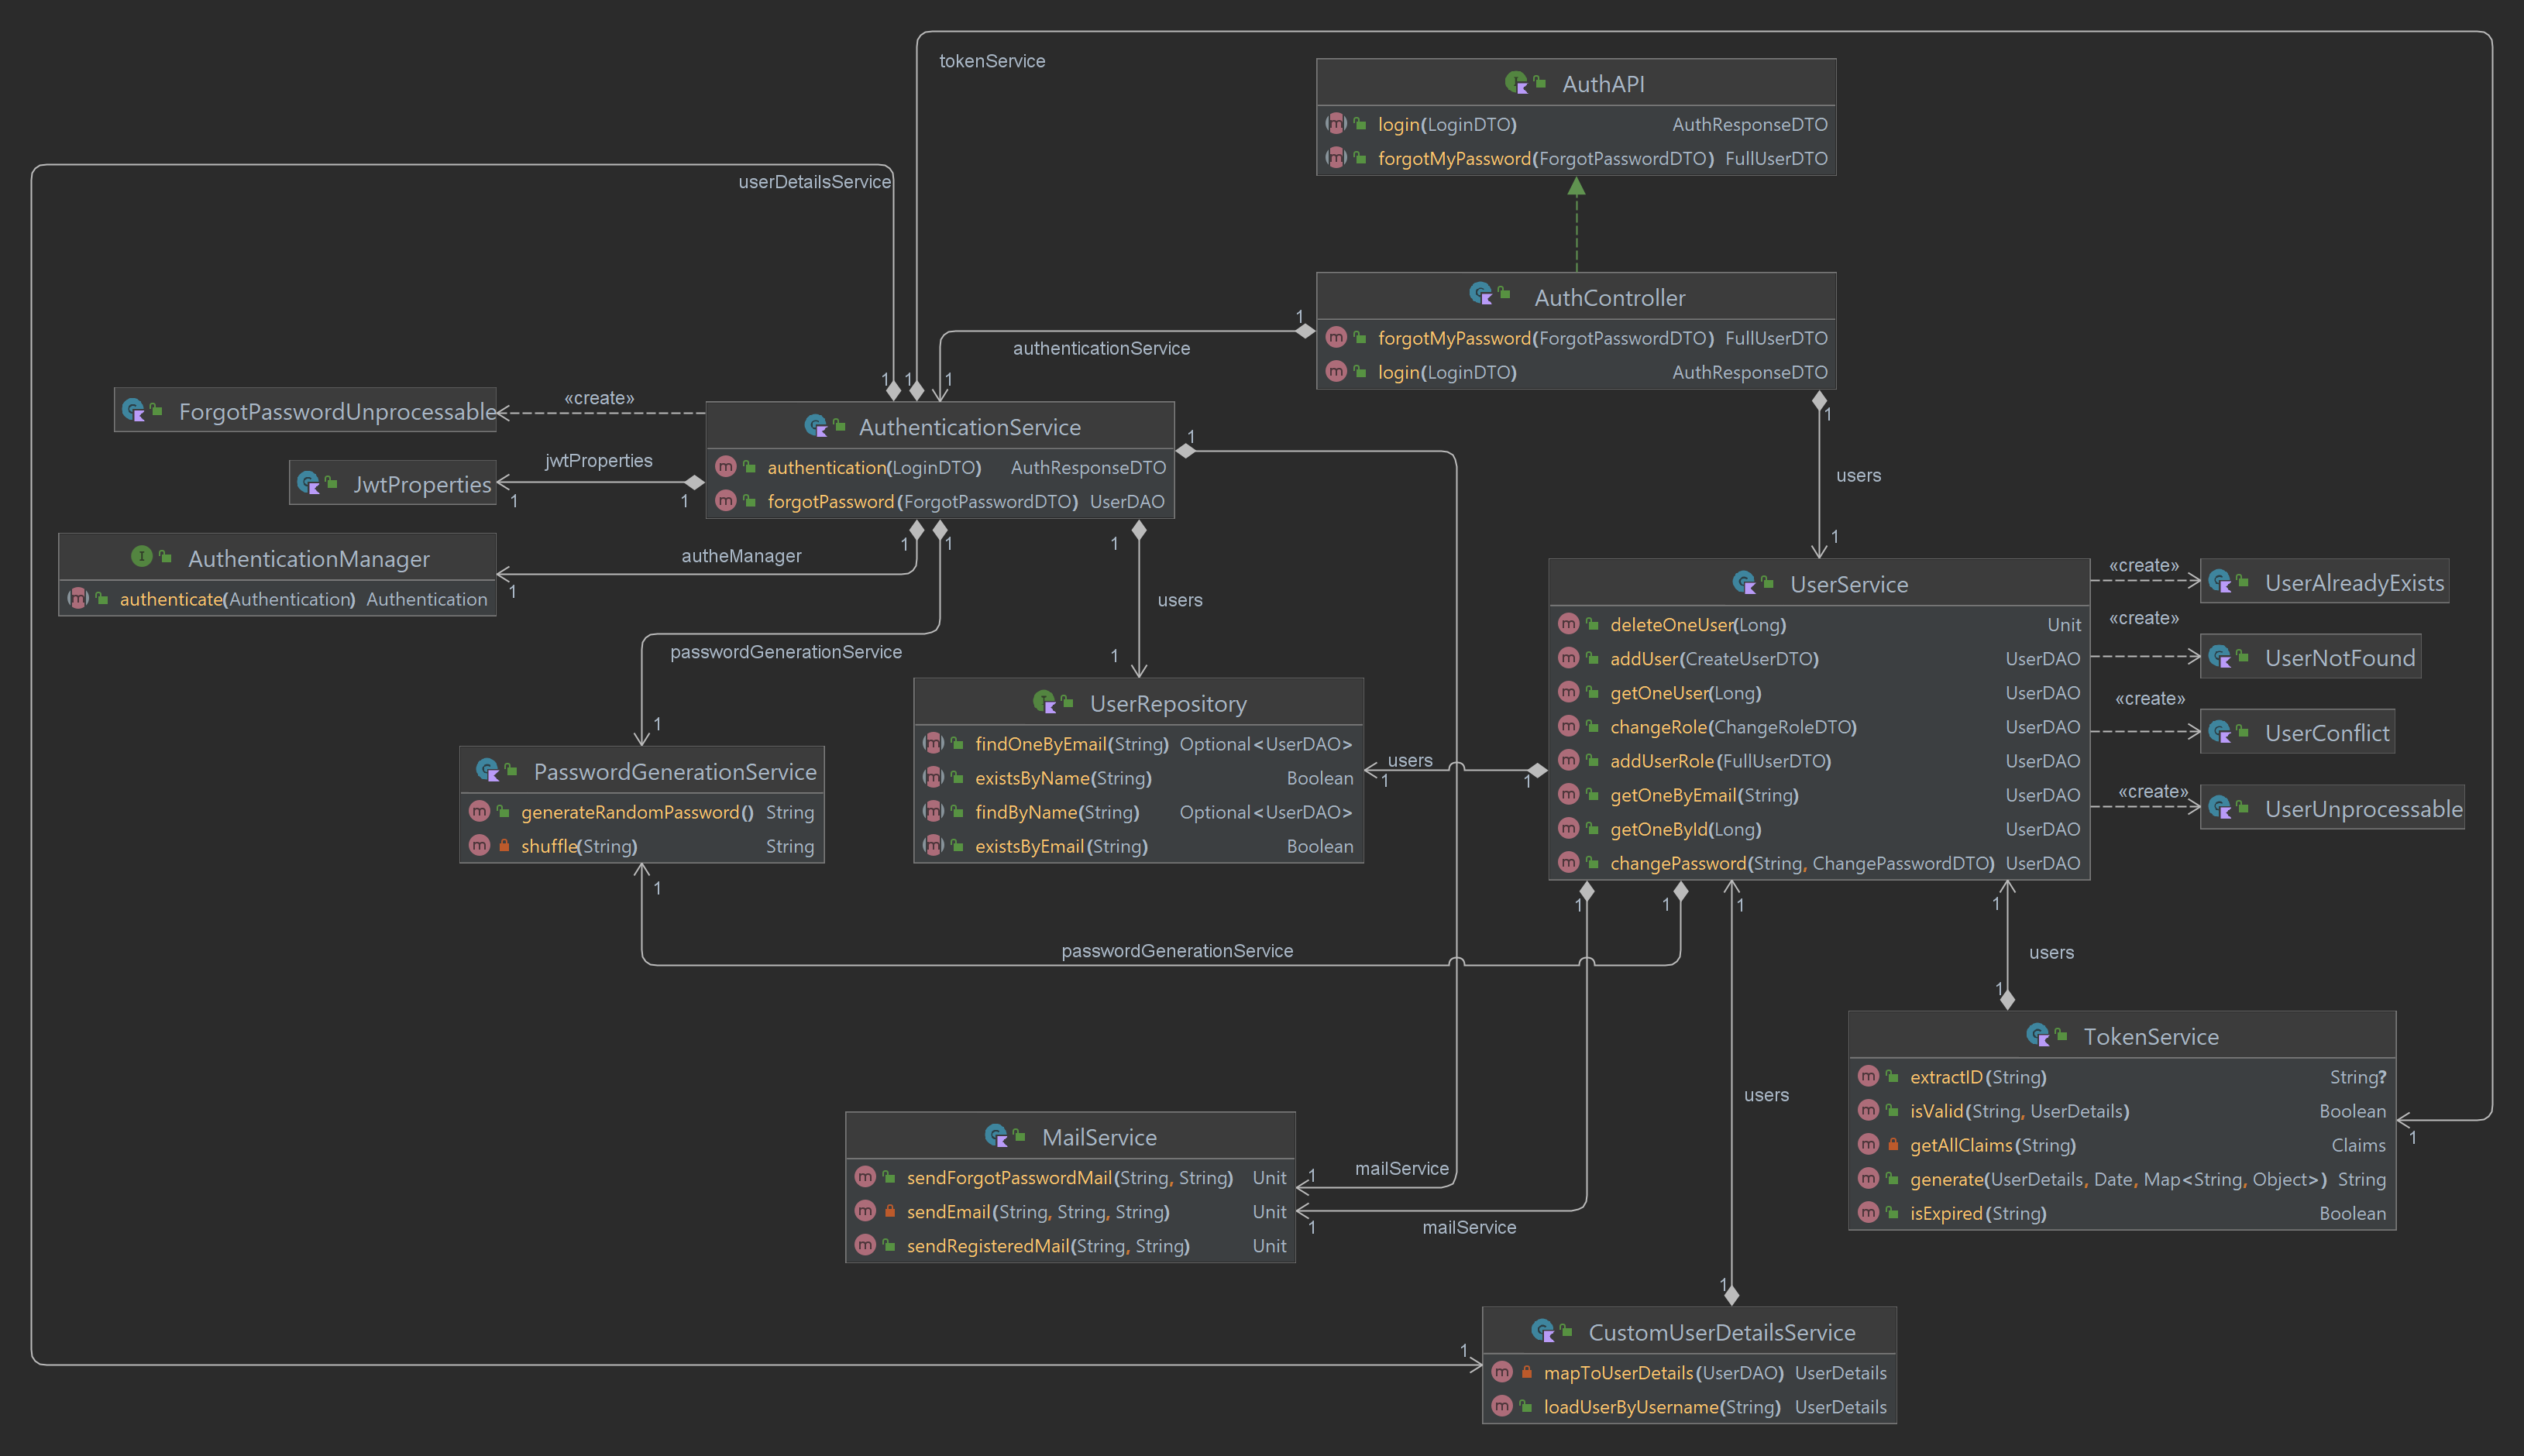 tokenService
AuthAPI
login(LoginDTO) AuthResponseDTO
forgotMyPassword(ForgotPasswordDTO) FullUserDTO
userDetailsService
AuthController
forgotMyPassword(ForgotPasswordDTO) FullUserDTO
login(LoginDTO) AuthResponseDTO
1
authenticationService
1 1 1
1
«create»
ForgotPasswordUnprocessable
AuthenticationService
authentication(LoginDTO) AuthResponseDTO
forgotPassword(ForgotPasswordDTO) UserDAO
1
jwtProperties
JwtProperties
1 1
users
1
AuthenticationManager
authenticate(Authentication) Authentication
autheManager
1 1 1
1
users
1
passwordGenerationService
1
UserService
deleteOneUser(Long) Unit
addUser(CreateUserDTO) UserDAO
getOneUser(Long) UserDAO
changeRole(ChangeRoleDTO) UserDAO
addUserRole(FullUserDTO) UserDAO
getOneByEmail(String) UserDAO
getOneById(Long) UserDAO
changePassword(String, ChangePasswordDTO) UserDAO
«create»
UserAlreadyExists
«create»
UserNotFound
«create»
UserConflict
«create»
UserUnprocessable
UserRepository
findOneByEmail(String) Optional<UserDAO>
existsByName(String) Boolean
findByName(String) Optional<UserDAO>
existsByEmail(String) Boolean
users
1 1
PasswordGenerationService
generateRandomPassword() String
shuffle(String) String
1
1 1 1 1
passwordGenerationService
users
1
TokenService
extractID(String) String?
isValid(String, UserDetails) Boolean
getAllClaims(String) Claims
generate(UserDetails, Date, Map<String, Object>) String
isExpired(String) Boolean
1
users
MailService
sendForgotPasswordMail(String, String) Unit
sendEmail(String, String, String) Unit
sendRegisteredMail(String, String) Unit
mailService
1
1
mailService
1
1
CustomUserDetailsService
mapToUserDetails(UserDAO) UserDetails
loadUserByUsername(String) UserDetails